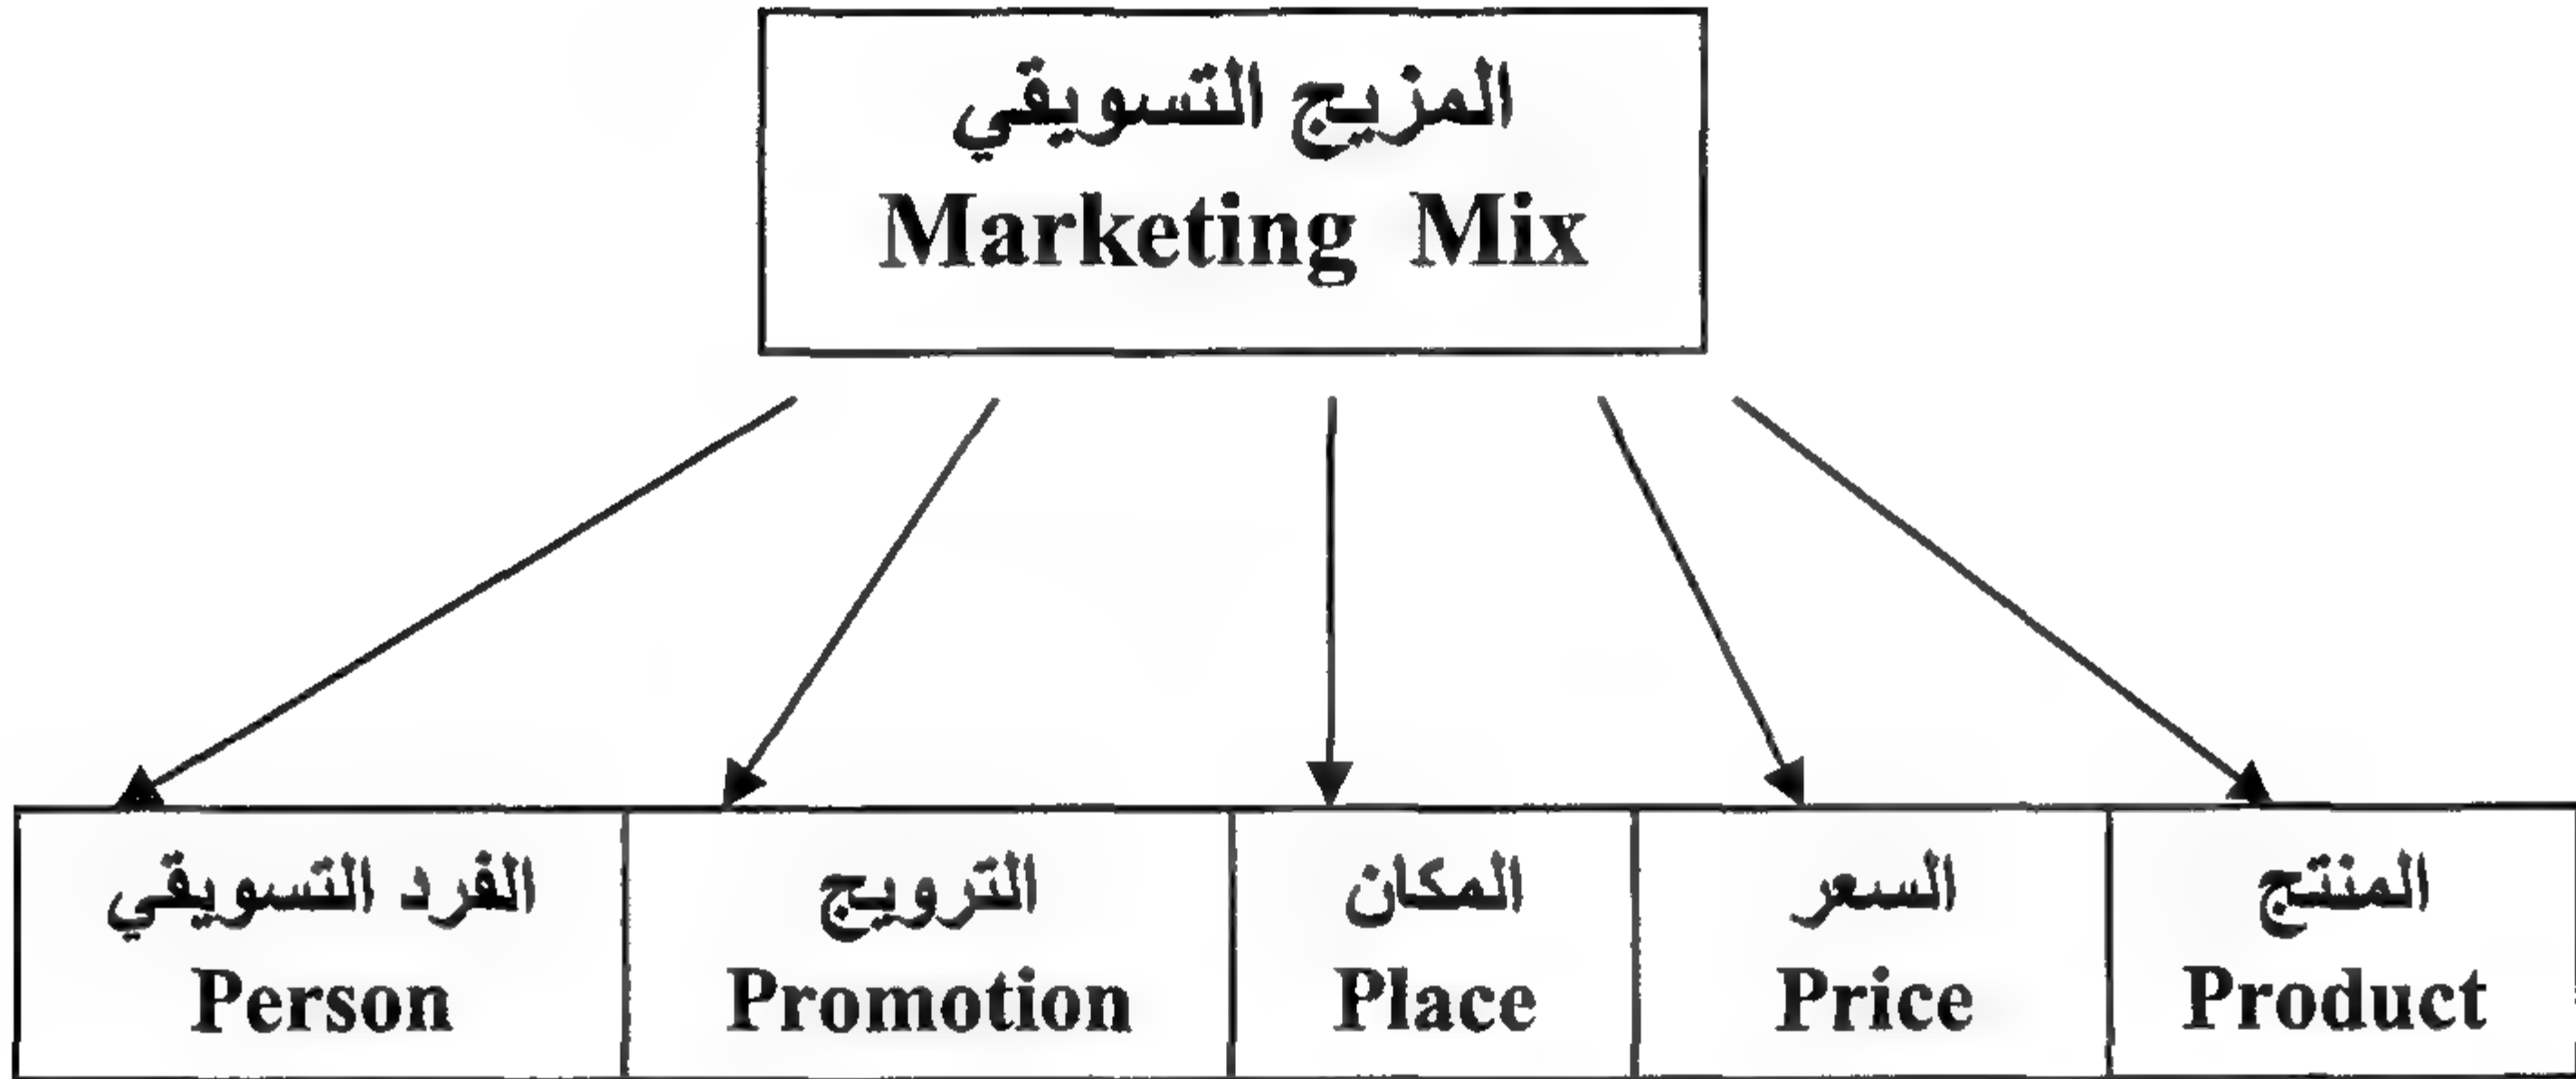 المزيج التسويقي
Marketing Mix
المنتج
Product
السعر
Price
المكان
Place
الترويج
Promotion
الفرد التسويقي
Person